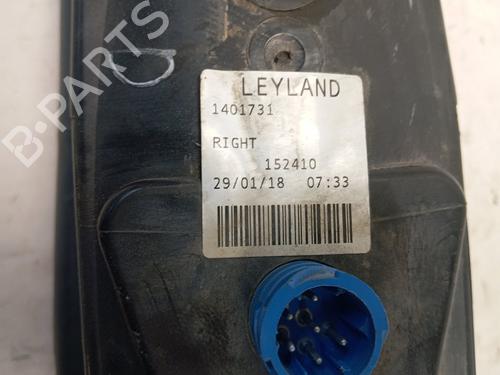 B-PARTS
LEYLAND
1401731
RIGHT
152410
29/01/18 07:33